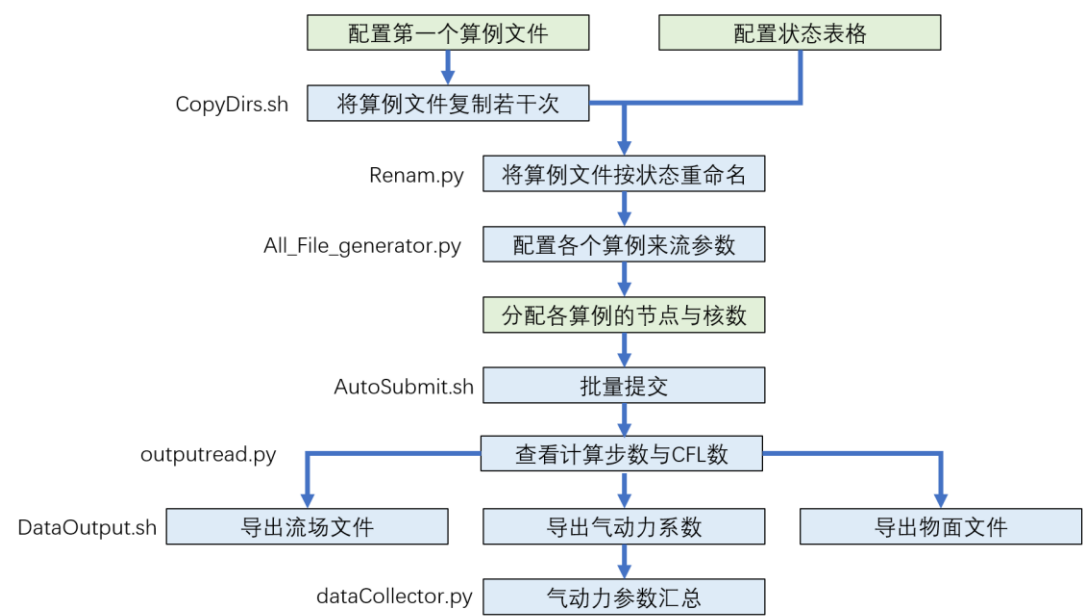 配置第一个算例文件
配置状态表格
CopyDirs.sh
将算例文件复制若干次
Renam.py
将算例文件按状态重命名
All_File_generator.py
配置各个算例来流参数
分配各算例的节点与核数
AutoSubmit.sh
批量提交
outputread.py
查看计算步数与CFL数
DataOutput.sh
导出流场文件
导出气动力系数
导出物面文件
dataCollector.py
气动力参数汇总